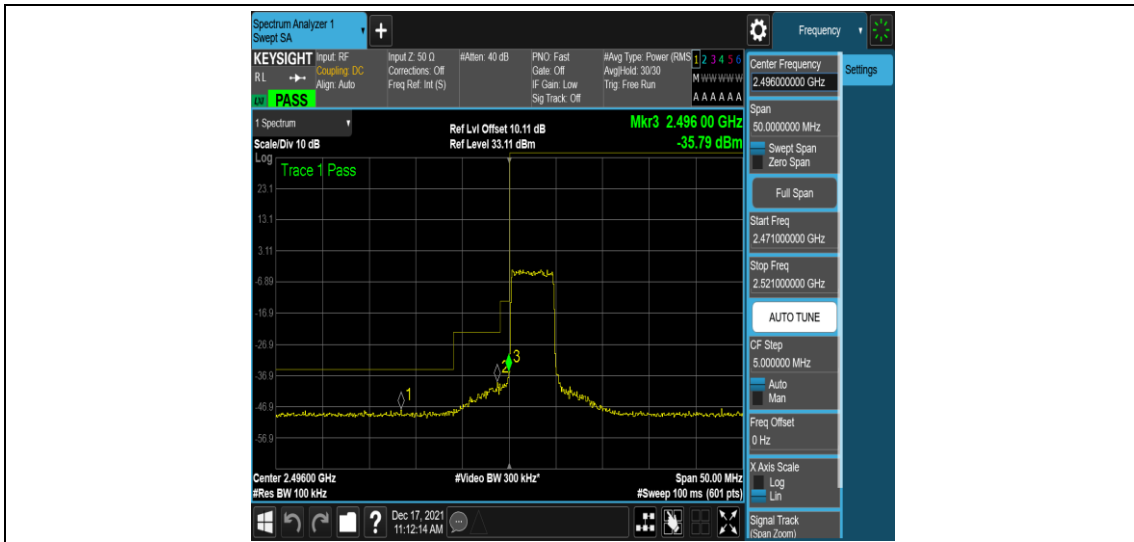 Spectrum Analyzer 1
Swept SA
Frequency
KEYSIGHT
RL
LXI
PASS
Input: RF
Coupling: DC
Align: Auto
Input Z: 50 Ω
Corrections: Off
Freq Ref: Int (S)
#Atten: 40 dB
PNO: Fast
Gate: Off
IF Gain: Low
Sig Track: Off
#Avg Type: Power (RMS
Avg|Hold: 30/30
Trig: Free Run
1 2 3 4 5 6
M W W W W W
A A A A A A
1 Spectrum
Scale/Div 10 dB
Log
Ref Lvl Offset 10.11 dB
Ref Level 33.11 dBm
Mkr3 2.496 00 GHz
-35.79 dBm
Trace 1 Pass
23.1
13.1
3.11
-6.89
-16.9
-26.9
-36.9
-46.9
-56.9
1
2
3
Center 2.49600 GHz
#Res BW 100 kHz
#Video BW 300 kHz*
Span 50.00 MHz
#Sweep 100 ms (601 pts)
?
Dec 17, 2021
11:12:14 AM
Center Frequency
2.496000000 GHz
Settings
Span
50.0000000 MHz
Swept Span
Zero Span
Full Span
Start Freq
2.471000000 GHz
Stop Freq
2.521000000 GHz
AUTO TUNE
CF Step
5.000000 MHz
Auto
Man
Freq Offset
0 Hz
X Axis Scale
Log
Lin
Signal Track
(Span Zoom)